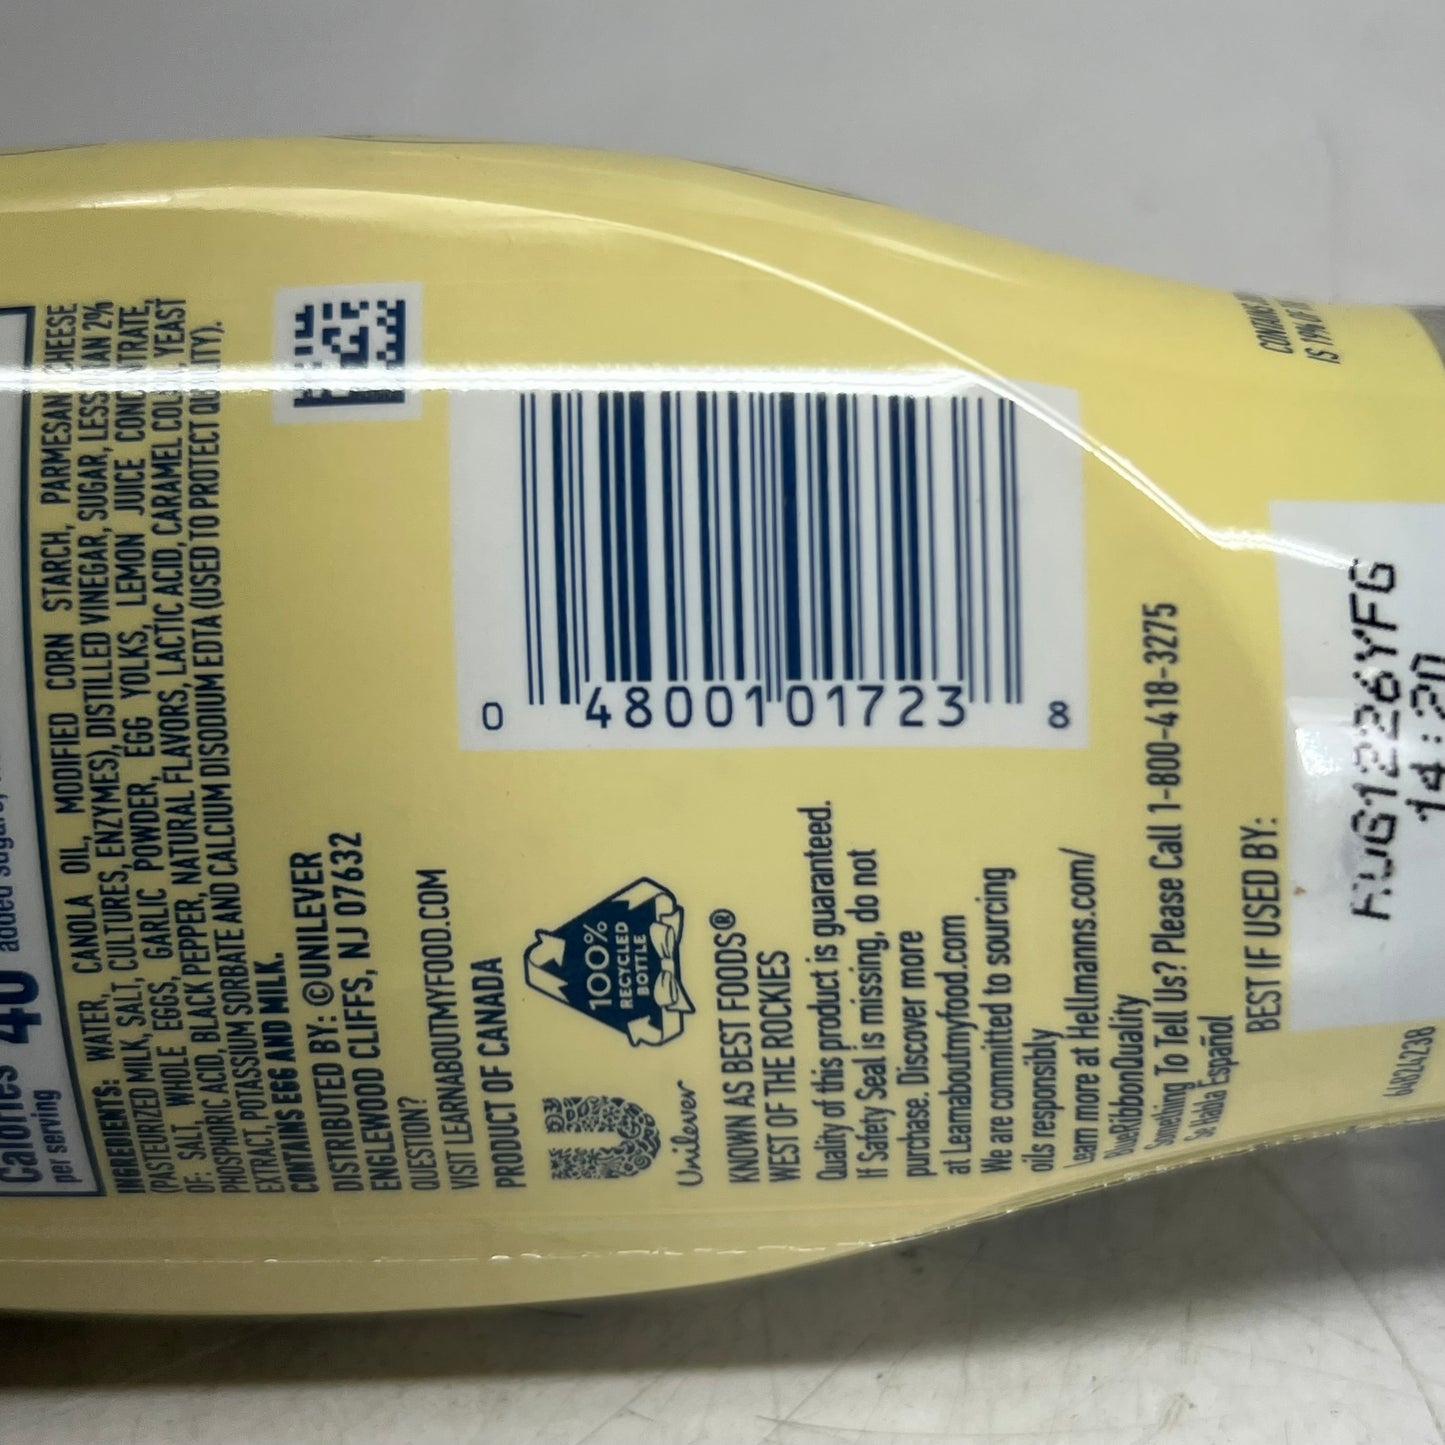 Calories 40
per serving
added sugars,
INGREDIENTS: WATER, CANOLA OIL, MODIFIED CORN STARCH, PARMESAN CHEESE
(PASTEURIZED MILK, SALT, CULTURES, ENZYMES), DISTILLED VINEGAR, SUGAR, LESS THAN 2%
OF: SALT, WHOLE EGGS, GARLIC POWDER, EGG YOLKS, LEMON JUICE CONCENTRATE,
PHOSPHORIC ACID, BLACK PEPPER, NATURAL FLAVORS, LACTIC ACID, CARAMEL COLOR, YEAST
EXTRACT, POTASSIUM SORBATE AND CALCIUM DISODIUM EDTA (USED TO PROTECT QUALITY).
CONTAINS EGG AND MILK.
DISTRIBUTED BY: ©UNILEVER
ENGLEWOOD CLIFFS, NJ 07632
QUESTION?
VISIT LEARNABOUTMYFOOD.COM
PRODUCT OF CANADA
100%
RECYCLED
BOTTLE
Unilever
KNOWN AS BEST FOODS®
WEST OF THE ROCKIES
Quality of this product is guaranteed.
If Safety Seal is missing, do not
purchase. Discover more
at Learnaboutmyfood.com
We are committed to sourcing
oils responsibly
Learn more at Hellmanns.com/
BlueRibbonQuality
Something To Tell Us? Please Call 1-800-418-3275
Se Habla Español
0 48001 01723 8
BEST IF USED BY:
AUG1226YFG
14:20
64824238
CONTAINS
IS 19% OF